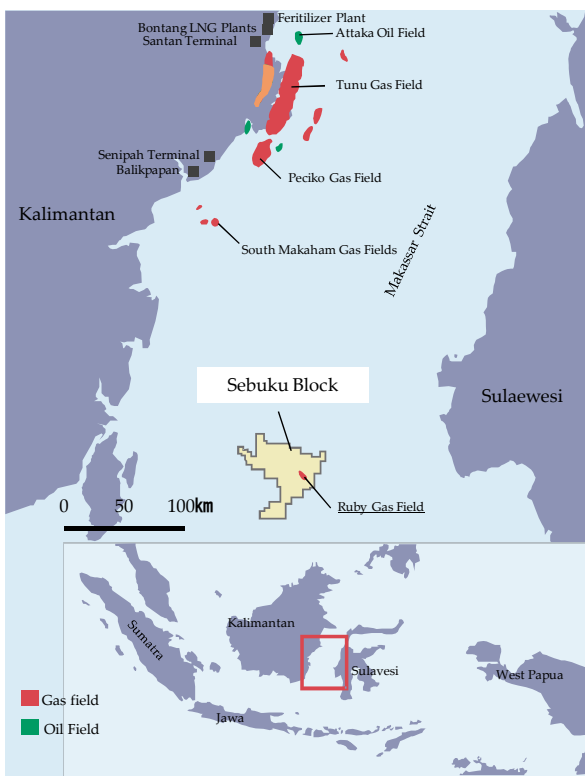 Feritilizer Plant
Bontang LNG Plants
Attaka Oil Field
Santan Terminal
Tunu Gas Field
Senipah Terminal
Balikpapan
Peciko Gas Field
Kalimantan
Makassar Strait
South Makaham Gas Fields
Sebuku Block
Sulaewesi
0 50 100㎞
Ruby Gas Field
Kalimantan
Sumatra
Sulavesi
West Papua
Gas field
Jawa
Oil Field